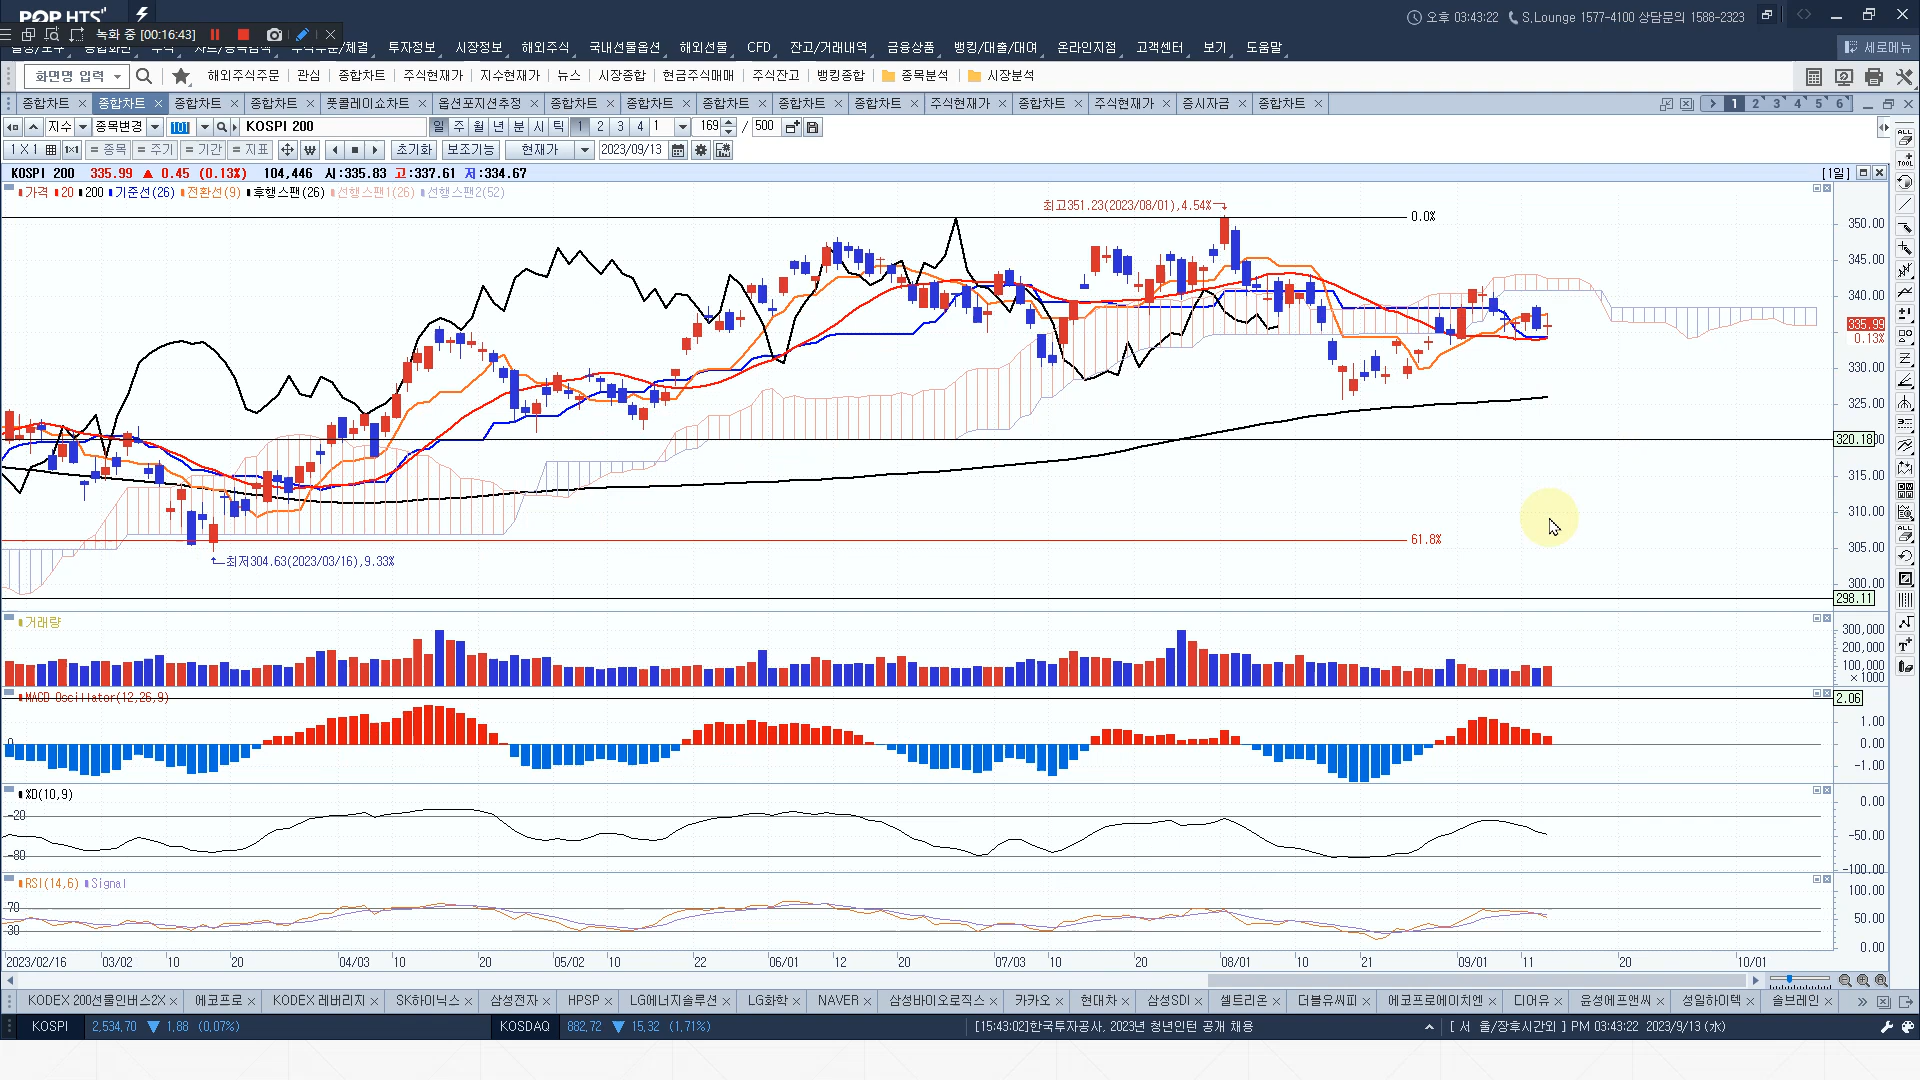 POP HTS
오후 03:43:22 S.Lounge 1577-4100 상담문의 1588-2323
녹화 중 [00:16:43]
투자정보 시장정보 해외주식 국내선물옵션 해외선물 CFD 잔고/거래내역 금융상품 뱅킹/대출/대여 온라인지점 고객센터 보기 도움말 세로메뉴
화면명 입력 해외주식주문 관심 종합차트 주식현재가 지수현재가 뉴스 시장종합 현금주식매매 주식잔고 뱅킹종합 종목분석 시장분석
종합차트 종합차트 종합차트 종합차트 풋콜레이쇼차트 옵션포지션추정 종합차트 종합차트 종합차트 종합차트 종합차트 주식현재가 종합차트 주식현재가 증시자금 종합차트 1 2 3 4 5 6
지수 종목변경 101 KOSPI 200 일 주 월 년 분 시 틱 1 2 3 4 1 169 / 500
1 X 1 종목 주기 기간 지표 초기화 보조기능 현재가 2023/09/13
KOSPI 200 335.99 ▲ 0.45 (0.13%) 104,446 시:335.83 고:337.61 저:334.67 [1일]
가격 20 200 기준선(26) 전환선(9) 후행스팬(26) 선행스팬1(26) 선행스팬2(52)
최고351.23(2023/08/01),4.54% 0.0%
350.00
345.00
340.00
335.99
0.13%
330.00
325.00
320.18
315.00
310.00
61.8%
305.00
최저304.63(2023/03/16),9.33%
300.00
298.11
거래량
300,000
200,000
100,000
×1000
MACD Oscillator(12,26,9)
2.06
1.00
0 0.00
-1.00
%D(10,9)
0.00
-20
-50.00
-80
-100.00
RSI(14,6) Signal
100.00
70
50.00
30
0.00
2023/02/16 03/02 10 20 04/03 10 20 05/02 10 22 06/01 12 20 07/03 10 20 08/01 10 21 09/01 11 20 10/01
KODEX 200선물인버스2X 에코프로 KODEX 레버리지 SK하이닉스 삼성전자 HPSP LG에너지솔루션 LG화학 NAVER 삼성바이오로직스 카카오 현대차 삼성SDI 셀트리온 더블유씨피 에코프로에이치엔 디어유 윤성에프앤씨 성일하이텍 솔브레인
KOSPI 2,534.70 ▼ 1.88 (0.07%) KOSDAQ 882.72 ▼ 15.32 (1.71%) [15:43:02]한국투자공사, 2023년 청년인턴 공개 채용 [ 서 울/장후시간외 ] PM 03:43:22 2023/9/13 (水)